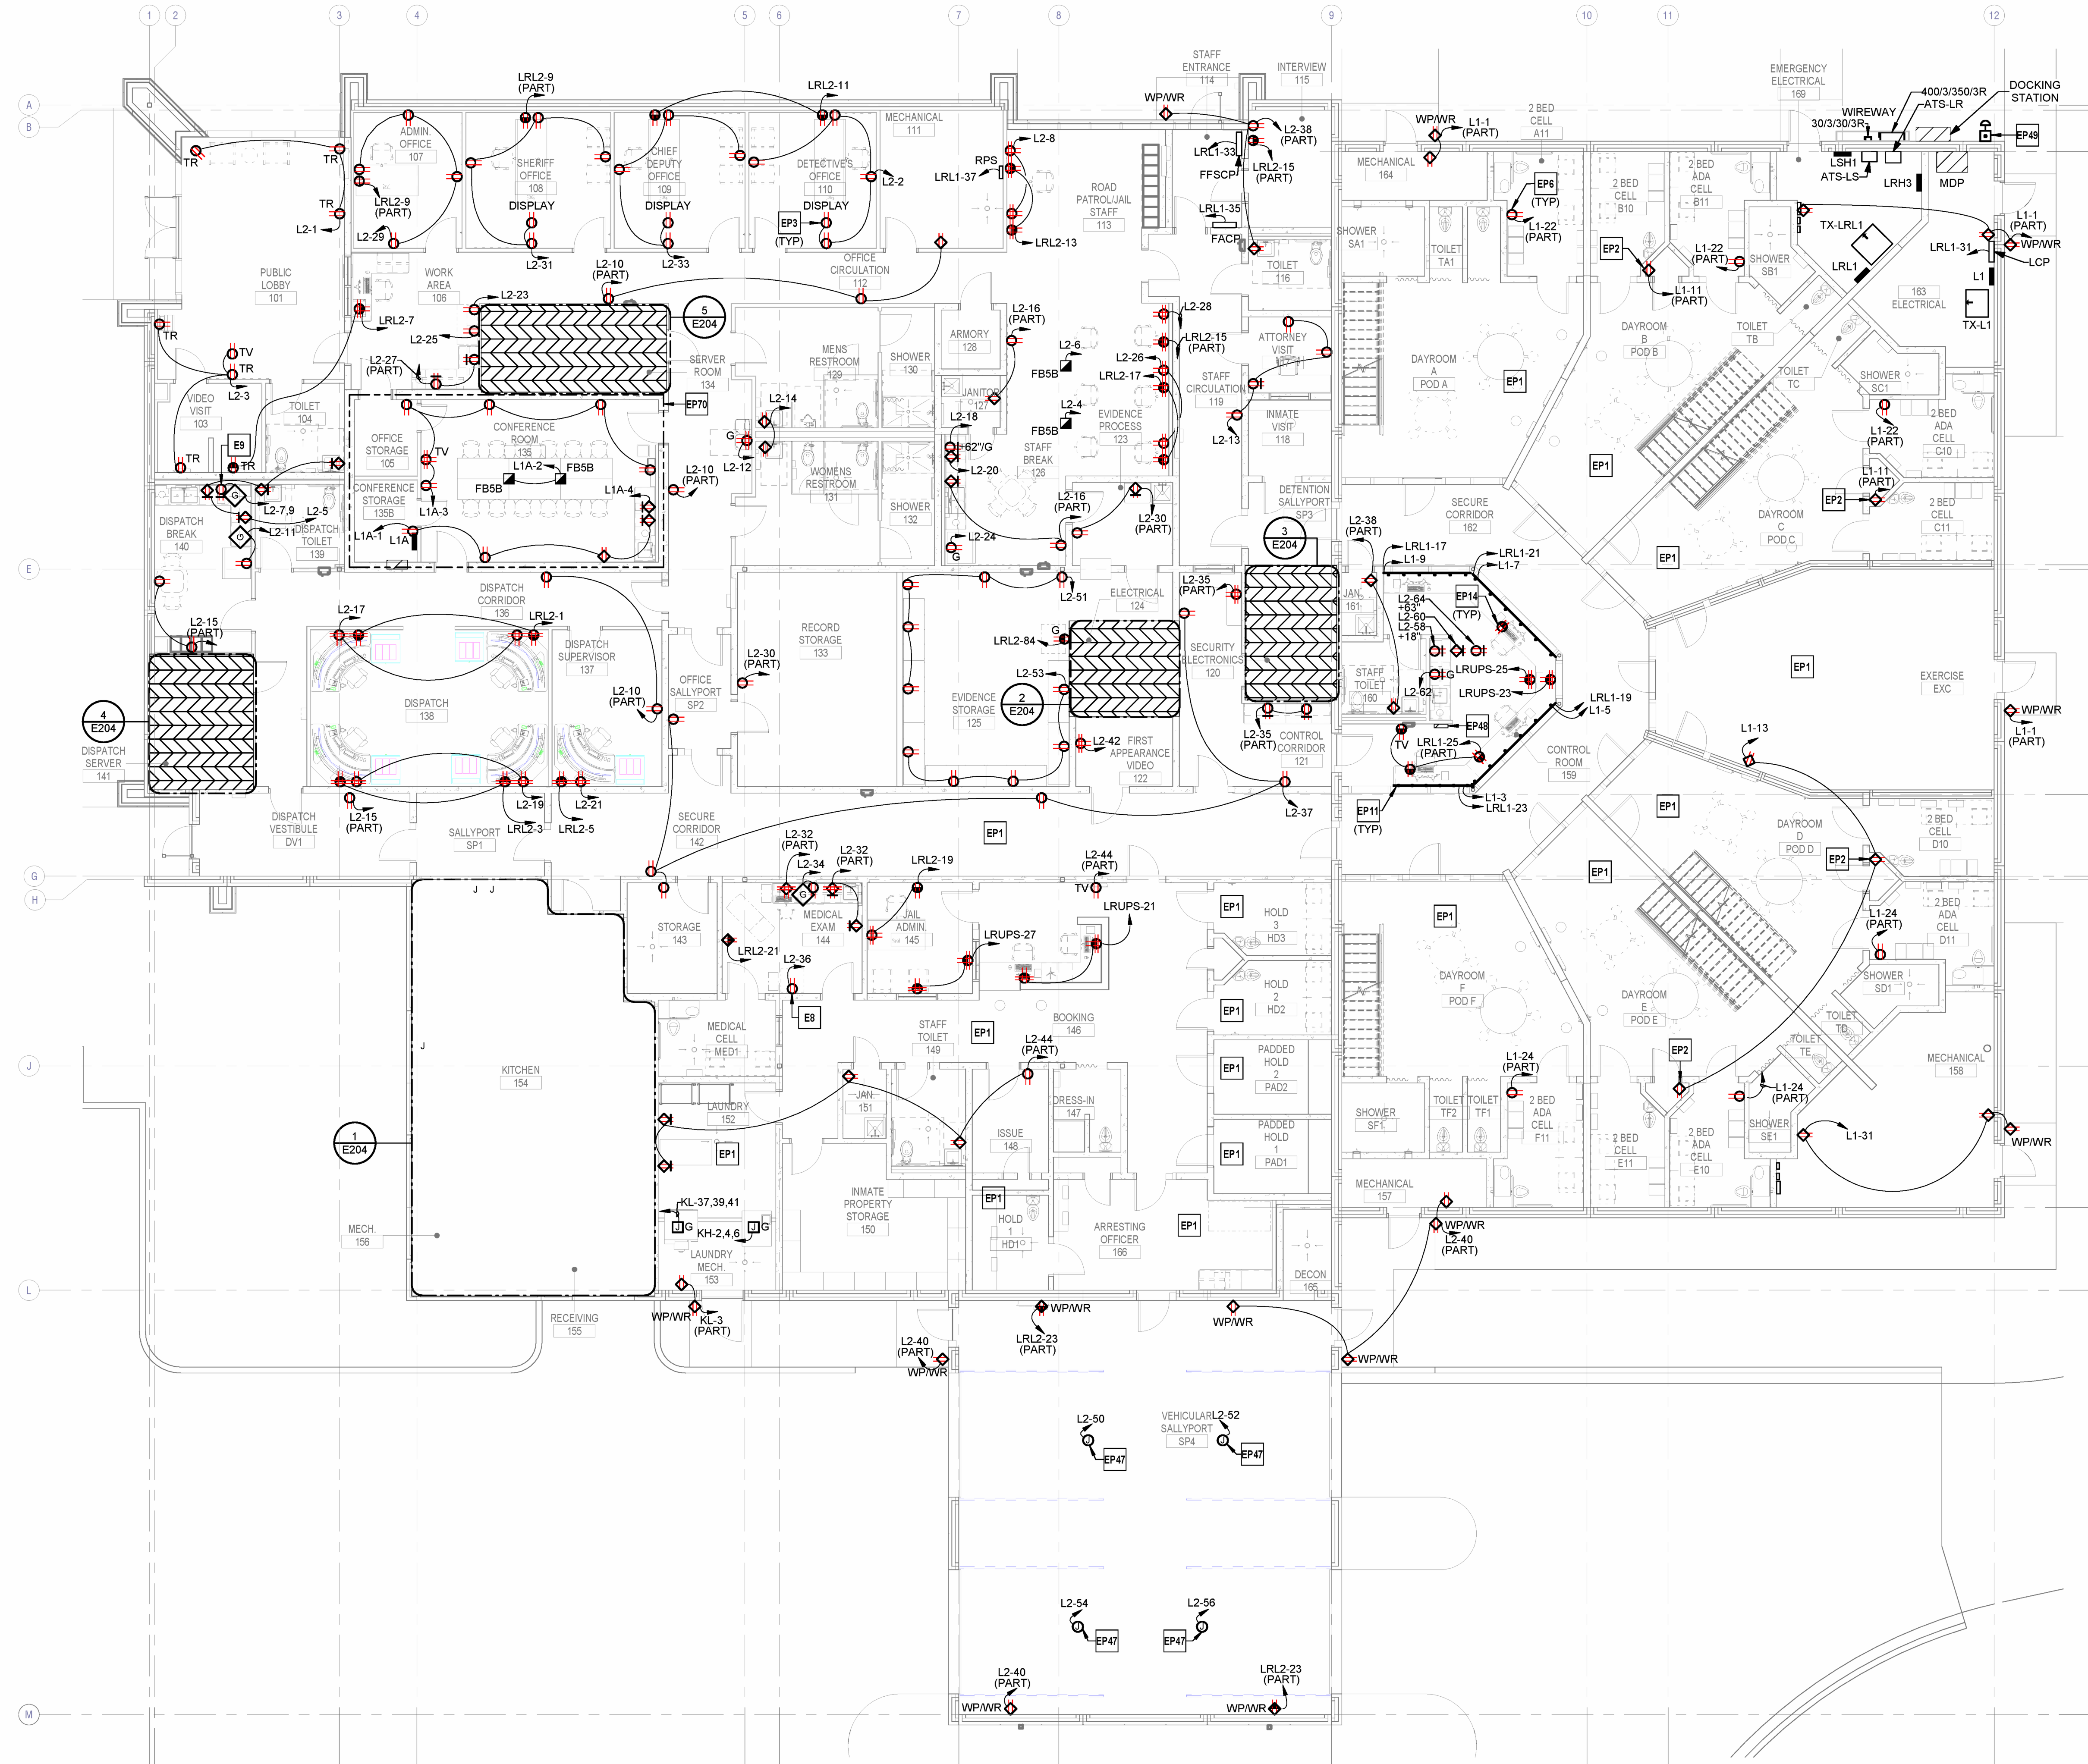 1
2
3
4
5
6
7
8
9
10
11
12
A
B
E
G
H
J
L
M
STAFF
ENTRANCE
114
INTERVIEW
115
EMERGENCY
ELECTRICAL
169
DOCKING
STATION
400/3/350/3R
ATS-LR
WIREWAY
30/3/30/3R
EP49
LSH1
ATS-LS
LRH3
MDP
LRL2-9
(PART)
LRL2-11
WP/WR
WP/WR
L1-1
(PART)
2 BED
CELL
A11
ADMIN.
OFFICE
107
SHERIFF
OFFICE
108
CHIEF
DEPUTY
OFFICE
109
DETECTIVE'S
OFFICE
110
MECHANICAL
111
TR
TR
TR
L2-1
LRL2-9
(PART)
L2-29
DISPLAY
DISPLAY
DISPLAY
EP3
(TYP)
L2-2
L2-31
L2-33
L2-8
RPS
LRL1-37
LRL2-13
ROAD
PATROL/JAIL
STAFF
113
LRL1-33
FFSCP
L2-38
(PART)
LRL2-15
(PART)
LRL1-35
FACP
TOILET
116
MECHANICAL
164
SHOWER
SA1
TOILET
TA1
EP6
(TYP)
L1-22
(PART)
2 BED
CELL
B10
2 BED
ADA
CELL
B11
EP2
L1-11
(PART)
L1-22
(PART)
SHOWER
SB1
TX-LRL1
LRL1
LRL1-31
L1-1
(PART)
WP/WR
LCP
L1
TX-L1
163
ELECTRICAL
PUBLIC
LOBBY
101
WORK
AREA
106
L2-23
L2-10
(PART)
OFFICE
CIRCULATION
112
LRL2-7
L2-25
L2-27
(PART)
5
E204
SERVER
ROOM
134
TR
TV
TR
L2-3
VIDEO
VISIT
103
TOILET
104
E9
TR
TR
MENS
RESTROOM
129
SHOWER
130
ARMORY
128
JANITOR
127
L2-16
(PART)
L2-6
FB5B
L2-4
FB5B
L2-28
LRL2-15
(PART)
L2-26
LRL2-17
EVIDENCE
PROCESS
123
STAFF
CIRCULATION
119
ATTORNEY
VISIT
117
L2-13
INMATE
VISIT
118
DAYROOM
A
POD A
EP1
DAYROOM
B
POD B
TOILET
TB
TOILET
TC
SHOWER
SC1
L1-22
(PART)
2 BED
ADA
CELL
C10
L1-11
(PART)
EP2
2 BED
CELL
C11
DAYROOM
C
POD C
EP1
EP1
SECURE
CORRIDOR
162
EP70
OFFICE
STORAGE
105
CONFERENCE
ROOM
135
TV
L1A-2
FB5B
FB5B
L1A-4
L1A-3
CONFERENCE
STORAGE
135B
L1A-1
L1A
L2-10
(PART)
G
L2-12
L2-14
WOMENS
RESTROOM
131
SHOWER
132
L2-18
+62"/G
L2-20
STAFF
BREAK
126
L2-24
G
L2-16
(PART)
L2-30
(PART)
DETENTION
SALLYPORT
SP3
3
E204
L2-38
(PART)
G
L2-7,9
L2-5
G
L2-11
DISPATCH
BREAK
140
DISPATCH
TOILET
139
L2-15
(PART)
L2-17
DISPATCH
CORRIDOR
136
LRL2-1
DISPATCH
SUPERVISOR
137
DISPATCH
138
4
E204
DISPATCH
SERVER
141
L2-10
(PART)
OFFICE
SALLYPORT
SP2
L2-30
(PART)
RECORD
STORAGE
133
EVIDENCE
STORAGE
125
L2-51
ELECTRICAL
124
G
LRL2-84
L2-53
2
E204
L2-42
FIRST
APPEARANCE
VIDEO
122
L2-35
(PART)
SECURITY
ELECTRONICS
120
L2-35
(PART)
CONTROL
CORRIDOR
121
L2-37
JAN.
161
STAFF
TOILET
160
LRL1-17
L1-9
LRL1-21
L1-7
L2-64
+63"
L2-60
L2-58
+18"
EP14
(TYP)
G
L2-62
LRUPS-25
LRUPS-23
LRL1-19
L1-5
EP48
TV
LRL1-25
(PART)
CONTROL
ROOM
159
L1-3
LRL1-23
EP11
(TYP)
EP1
EXERCISE
EXC
WP/WR
L1-1
(PART)
L1-13
EP1
DAYROOM
D
POD D
2 BED
CELL
D10
EP2
2 BED
ADA
CELL
D11
L1-24
(PART)
SHOWER
SD1
TOILET
TD
TOILET
TE
L2-15
(PART)
L2-19
L2-21
LRL2-3
LRL2-5
DISPATCH
VESTIBULE
DV1
SALLYPORT
SP1
SECURE
CORRIDOR
142
EP1
J J
J
KITCHEN
154
1
E204
MECH.
156
RECEIVING
155
STORAGE
143
L2-32
(PART)
L2-34
L2-32
(PART)
G
MEDICAL
EXAM
144
LRL2-19
JAIL
ADMIN.
145
LRL2-21
L2-36
E8
LRUPS-27
L2-44
(PART)
TV
LRUPS-21
EP1
HOLD
3
HD3
EP1
HOLD
2
HD2
EP1
BOOKING
146
MEDICAL
CELL
MED1
STAFF
TOILET
149
L2-44
(PART)
EP1
PADDED
HOLD
2
PAD2
EP1
PADDED
HOLD
1
PAD1
DRESS-IN
147
ISSUE
148
JAN.
151
LAUNDRY
152
EP1
INMATE
PROPERTY
STORAGE
150
EP1
HOLD
1
HD1
ARRESTING
OFFICER
166
EP1
DECON
165
KL-37,39,41
J G
J G
KH-2,4,6
LAUNDRY
MECH.
153
WP/WR
KL-3
(PART)
EP1
DAYROOM
F
POD F
EP1
DAYROOM
E
POD E
EP2
L1-24
(PART)
L1-24
(PART)
SHOWER
SF1
TOILET
TF2
TOILET
TF1
2 BED
ADA
CELL
F11
2 BED
CELL
E11
2 BED
ADA
CELL
E10
SHOWER
SE1
MECHANICAL
158
L1-31
WP/WR
MECHANICAL
157
WP/WR
L2-40
(PART)
L2-40
(PART)
WP/WR
WP/WR
LRL2-23
(PART)
WP/WR
WP/WR
L2-50
J
EP47
VEHICULAR
SALLYPORT
SP4
L2-52
J
EP47
L2-54
J
EP47
L2-56
J
EP47
L2-40
(PART)
WP/WR
LRL2-23
(PART)
WP/WR